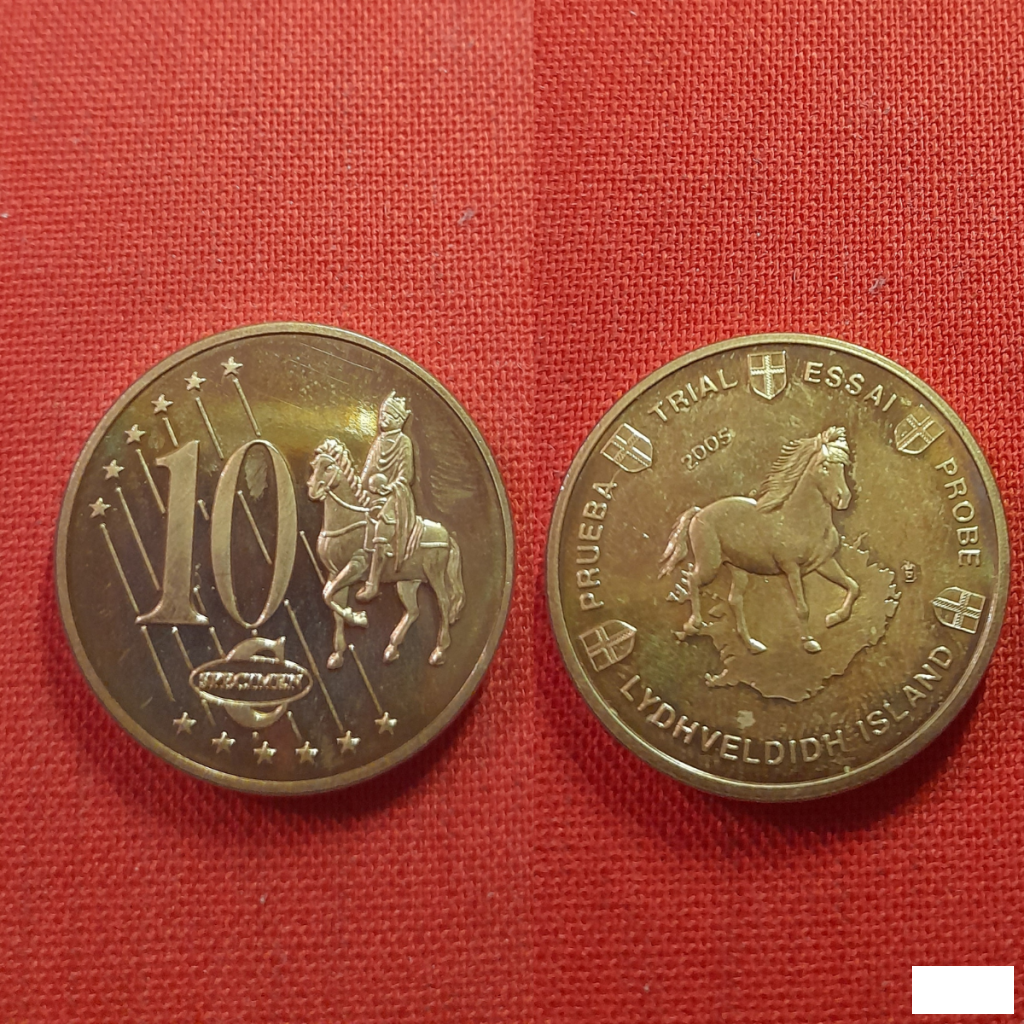 10
SPECIMEN
PRUEBA TRIAL ESSAI PROBE
2005
LYDHVELDIDH ISLAND